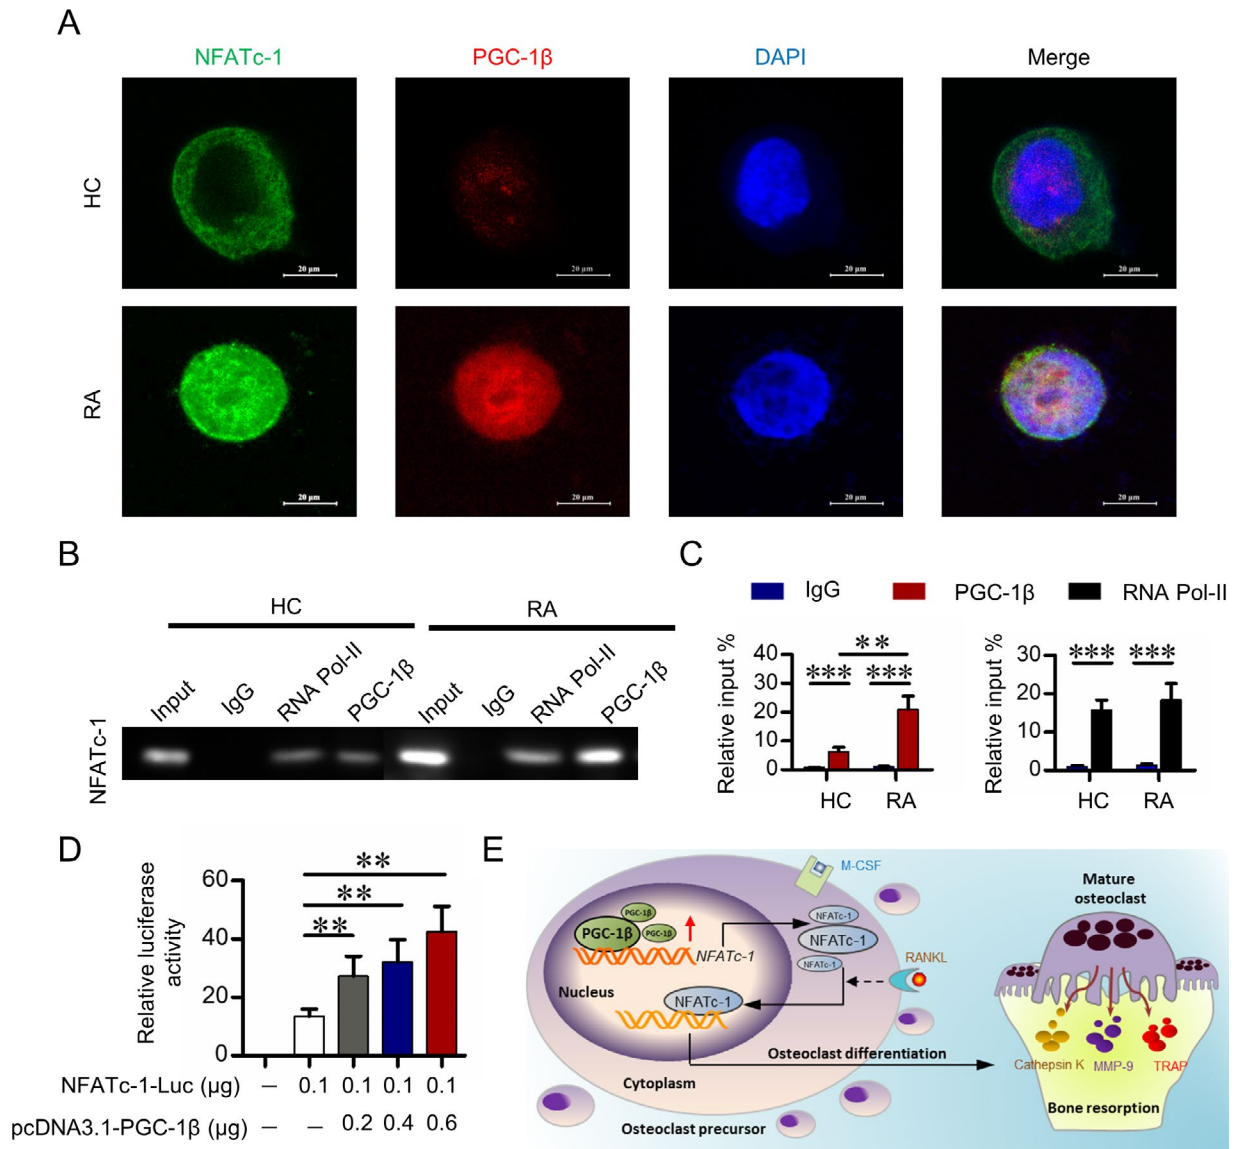 A
NFATc-1 PGC-1β DAPI Merge
HC
20 μm 20 μm 20 μm 20 μm
RA
20 μm 20 μm 20 μm 20 μm
B
HC RA
Input IgG RNA Pol-II PGC-1β Input IgG RNA Pol-II PGC-1β
NFATc-1
C
IgG PGC-1β RNA Pol-II
Relative input %
40
30
20
10
0
**
*** ***
HC RA
Relative input %
30
20
10
0
*** ***
HC RA
D
Relative luciferase activity
60
40
20
0
**
**
**
NFATc-1-Luc (μg) – 0.1 0.1 0.1 0.1
pcDNA3.1-PGC-1β (μg) – – 0.2 0.4 0.6
E
M-CSF
PGC-1β
PGC-1β PGC-1β
NFATc-1
NFATc-1
NFATc-1
NFATc-1
RANKL
Nucleus
NFATc-1
Osteoclast differentiation
Cytoplasm
Osteoclast precursor
Mature
osteoclast
Cathepsin K MMP-9 TRAP
Bone resorption